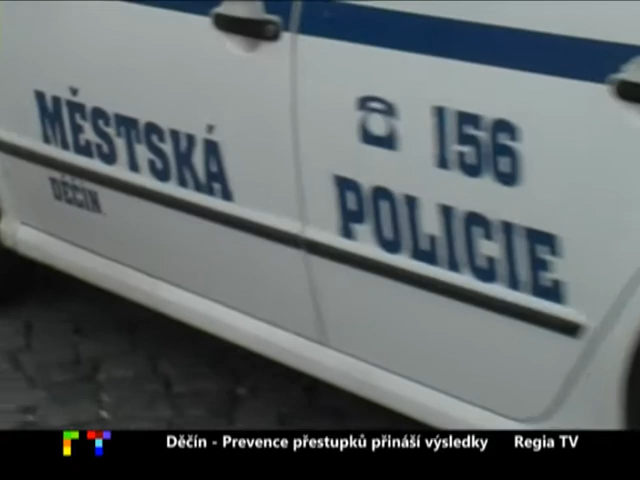 MĚSTSKÁ
DĚČÍN
156
POLICIE
Děčín - Prevence přestupků přináší výsledky Regia TV